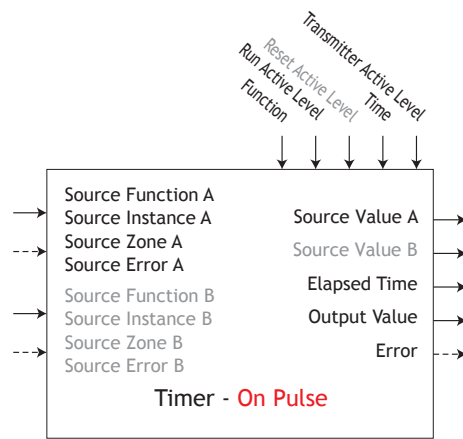 Function
Run Active Level
Reset Active Level
Time
Transmitter Active Level
Source Function A
Source Instance A
Source Zone A
Source Error A
Source Function B
Source Instance B
Source Zone B
Source Error B
Source Value A
Source Value B
Elapsed Time
Output Value
Error
Timer - On Pulse